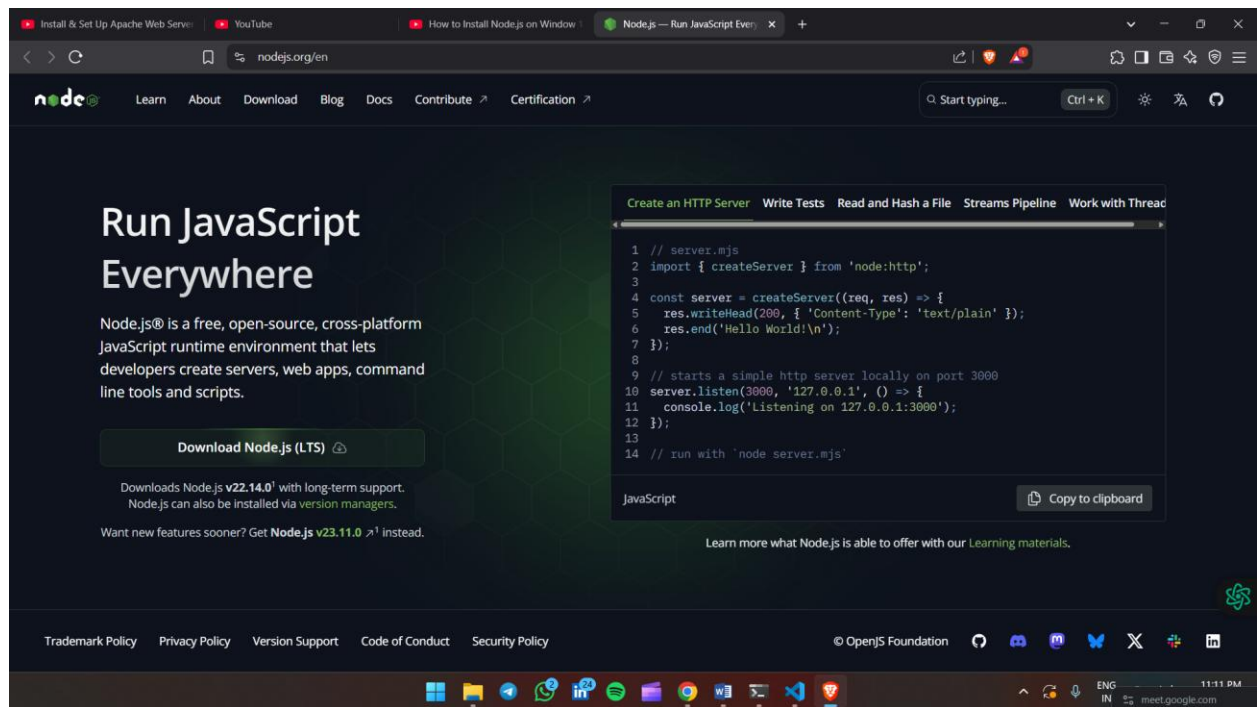 Install & Set Up Apache Web Serve
YouTube
How to Install Node.js on Window 1
Node.js — Run JavaScript Every
nodejs.org/en
node
Learn About Download Blog Docs Contribute ↗ Certification ↗
Start typing... Ctrl + K
Run JavaScript
Everywhere
Node.js® is a free, open-source, cross-platform
JavaScript runtime environment that lets
developers create servers, web apps, command
line tools and scripts.
Download Node.js (LTS)
Downloads Node.js v22.14.0¹ with long-term support.
Node.js can also be installed via version managers.
Want new features sooner? Get Node.js v23.11.0 ↗¹ instead.
Create an HTTP Server Write Tests Read and Hash a File Streams Pipeline Work with Thread
1 // server.mjs
2 import { createServer } from 'node:http';
3
4 const server = createServer((req, res) => {
5 res.writeHead(200, { 'Content-Type': 'text/plain' });
6 res.end('Hello World!\n');
7 });
8
9 // starts a simple http server locally on port 3000
10 server.listen(3000, '127.0.0.1', () => {
11 console.log('Listening on 127.0.0.1:3000');
12 });
13
14 // run with `node server.mjs`
JavaScript
Copy to clipboard
Learn more what Node.js is able to offer with our Learning materials.
Trademark Policy Privacy Policy Version Support Code of Conduct Security Policy
© OpenJS Foundation
2
24
ENG
IN
11:11 PM
meet.google.com